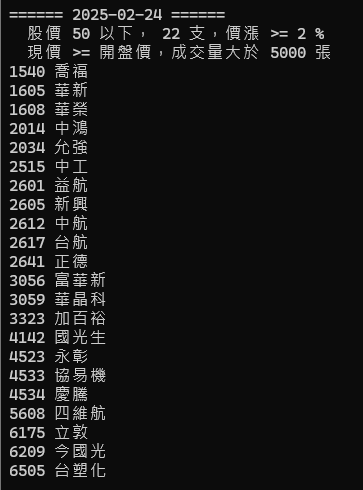 ====== 2025-02-24 ======
股價 50 以下， 22 支，價漲 >= 2 %
現價 >= 開盤價，成交量大於 5000 張
1540 喬福
1605 華新
1608 華榮
2014 中鴻
2034 允強
2515 中工
2601 益航
2605 新興
2612 中航
2617 台航
2641 正德
3056 富華新
3059 華晶科
3323 加百裕
4142 國光生
4523 永彰
4533 協易機
4534 慶騰
5608 四維航
6175 立敦
6209 今國光
6505 台塑化